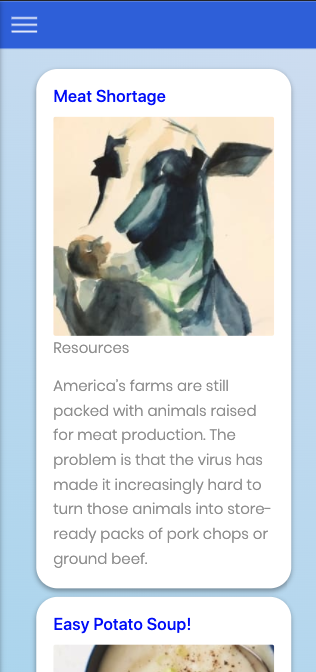 Meat Shortage
Resources
America's farms are still
packed with animals raised
for meat production. The
problem is that the virus has
made it increasingly hard to
turn those animals into store-
ready packs of pork chops or
ground beef.
Easy Potato Soup!